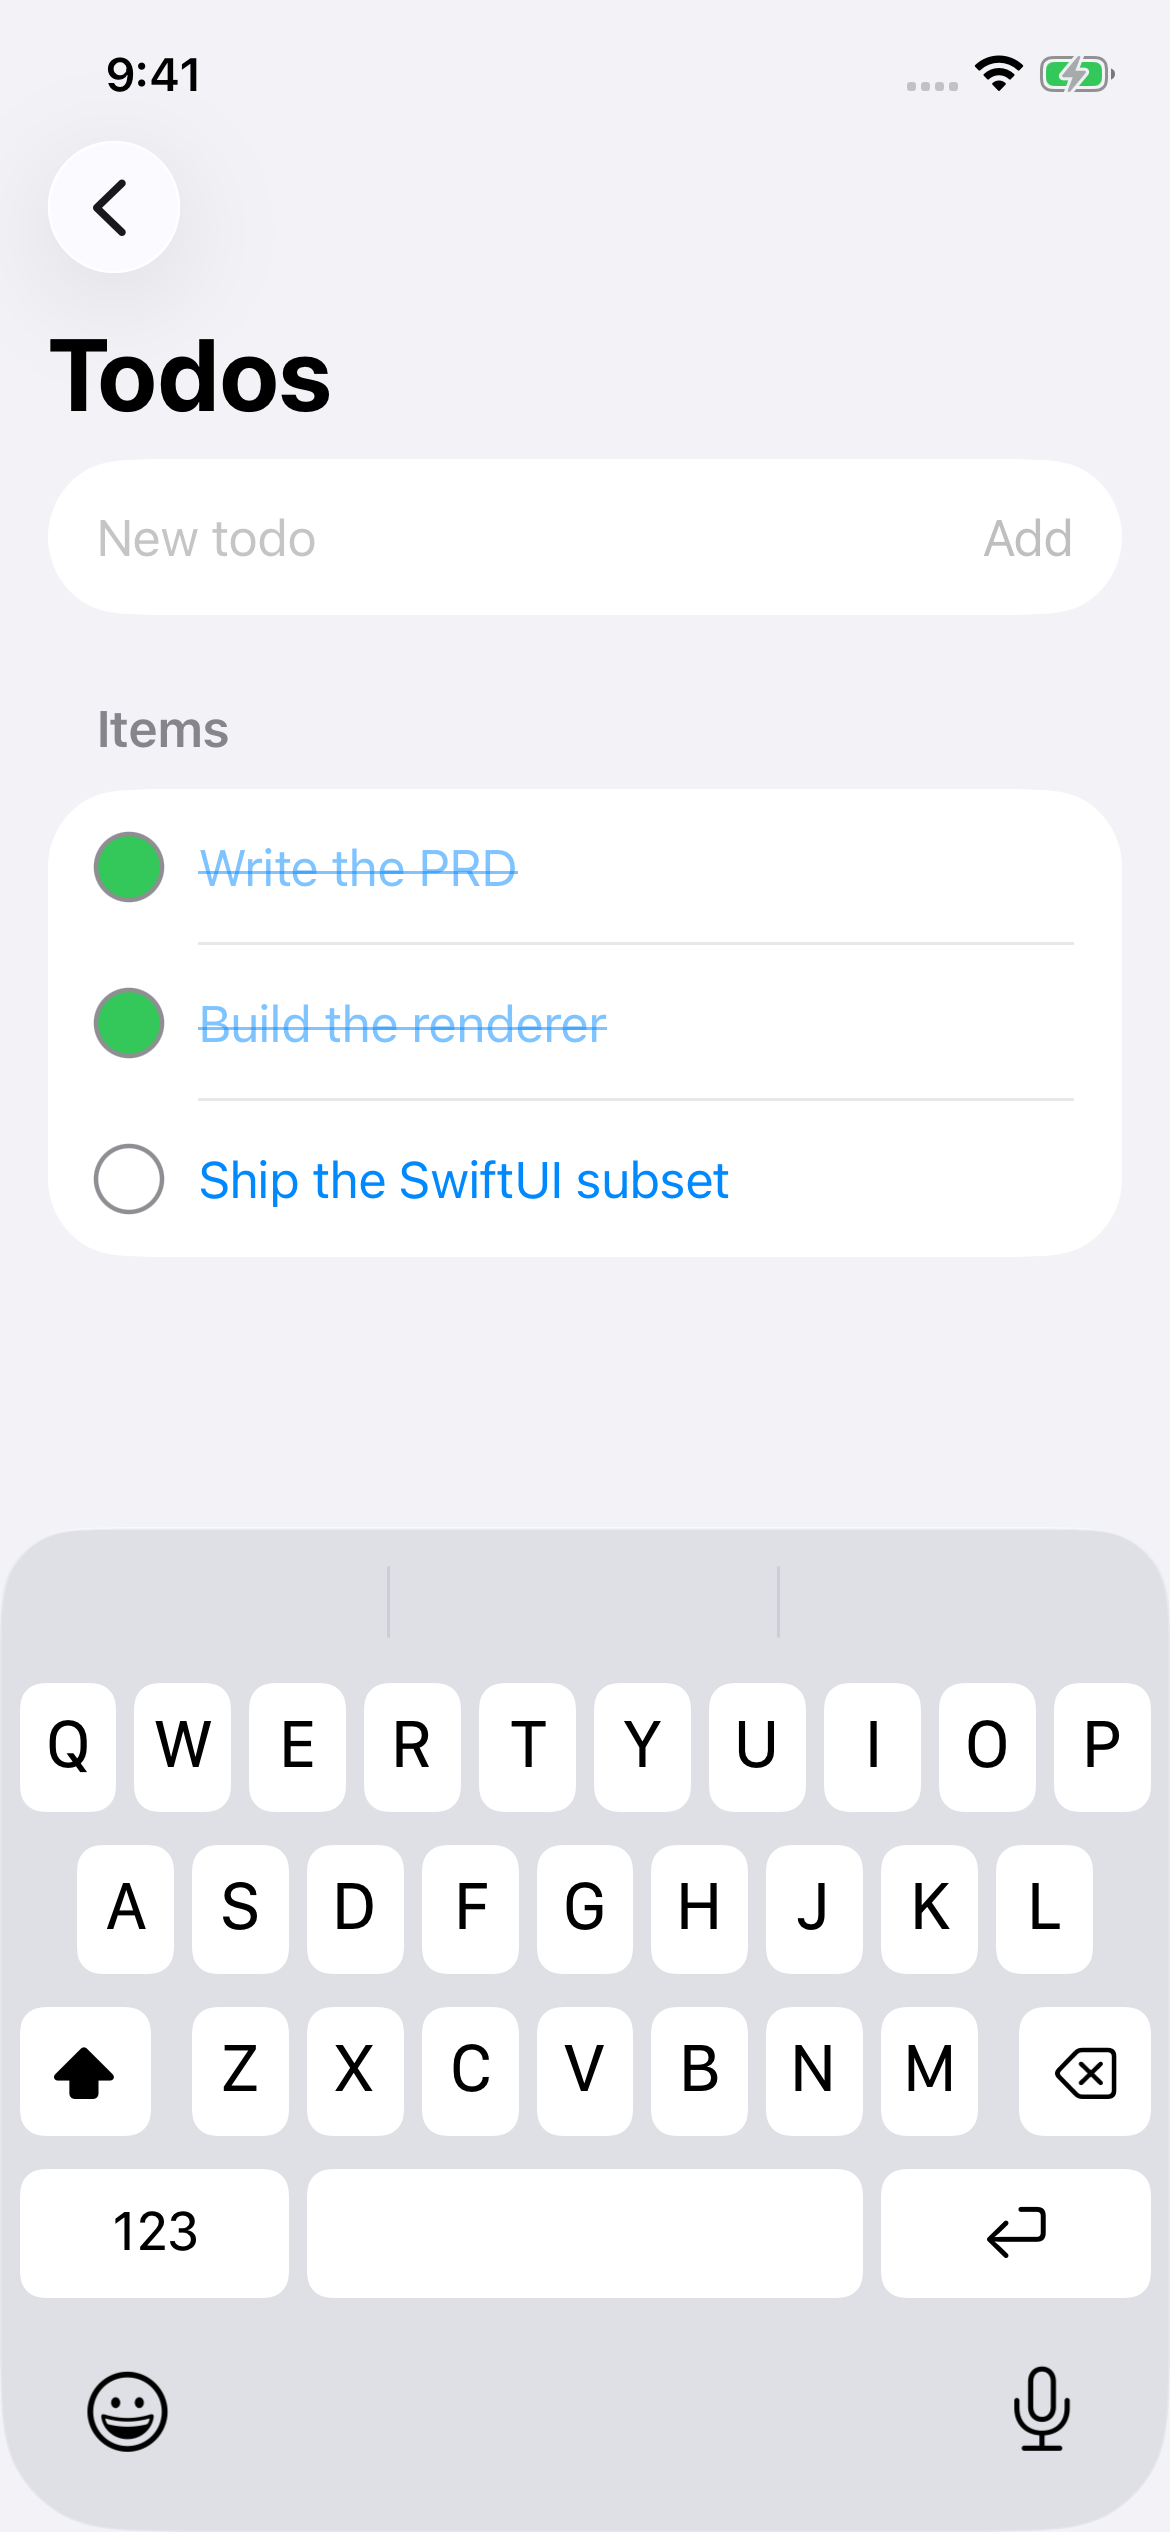 9:41
Todos
New todo Add
Items
Write the PRD
Build the renderer
Ship the SwiftUI subset
Q W E R T Y U I O P
A S D F G H J K L
Z X C V B N M
123